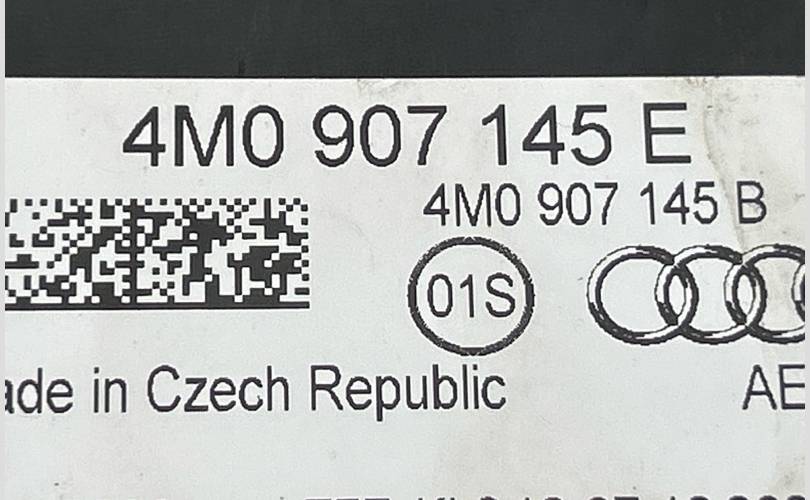 4M0 907 145 E
4M0 907 145 B
01S
ade in Czech Republic
AE